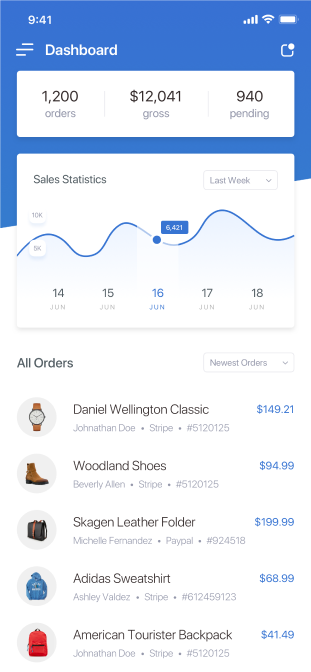 9:41
Dashboard
1,200 $12,041 940
orders gross pending
Sales Statistics Last Week
10K
6,421
5K
14 15 16 17 18
JUN JUN JUN JUN JUN
All Orders Newest Orders
Daniel Wellington Classic $149.21
Johnathan Doe • Stripe • #5120125
Woodland Shoes $94.99
Beverly Allen • Stripe • #5120125
Skagen Leather Folder $199.99
Michelle Fernandez • Paypal • #924518
Adidas Sweatshirt $68.99
Ashley Valdez • Stripe • #612459123
American Tourister Backpack $41.49
Johnathan Doe • Stripe • #5120125